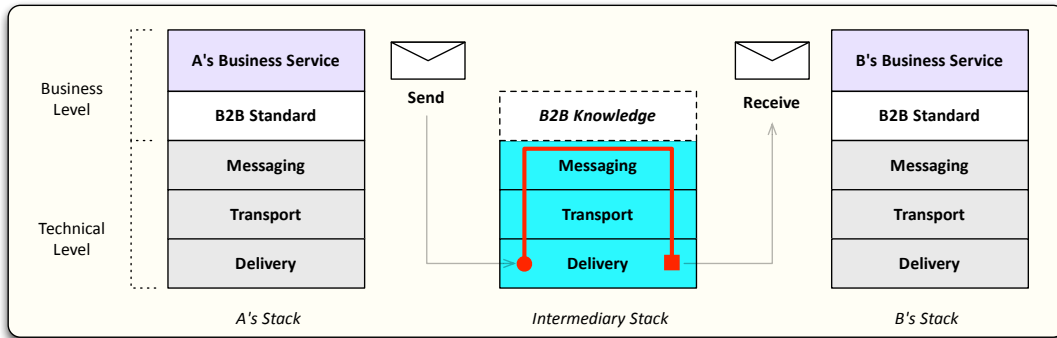 A's Business Service
B's Business Service
Business
Level
Send
Receive
B2B Standard
B2B Knowledge
B2B Standard
Messaging
Messaging
Messaging
Transport
Transport
Transport
Technical
Level
Delivery
Delivery
Delivery
A's Stack
Intermediary Stack
B's Stack